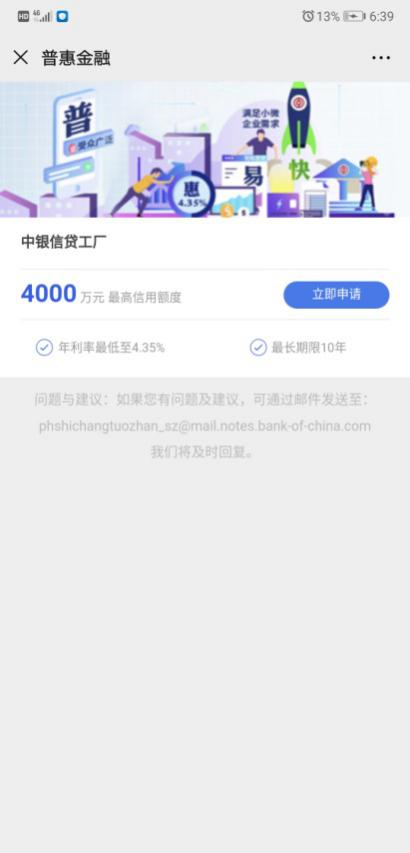 HD 4G 13% 6:39
普惠金融
普
受众广泛
满足小微
企业需求
惠
4.35%
易
快
中银信贷工厂
4000 万元 最高信用额度
立即申请
年利率最低至4.35%
最长期限10年
问题与建议：如果您有问题及建议，可通过邮件发送至：
phshichangtuozhan_sz@mail.notes.bank-of-china.com
我们将及时回复。